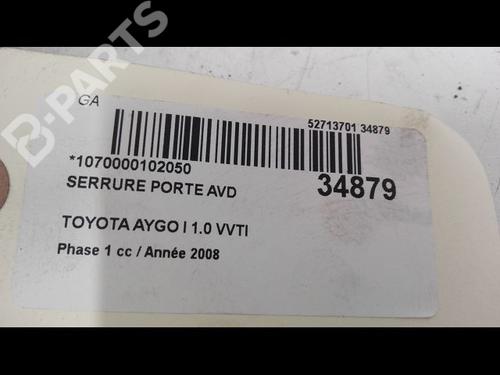 B-PARTS
GA
52713701 34879
*1070000102050
34879
SERRURE PORTE AVD
TOYOTA AYGO I 1.0 VVTI
Phase 1 cc / Année 2008